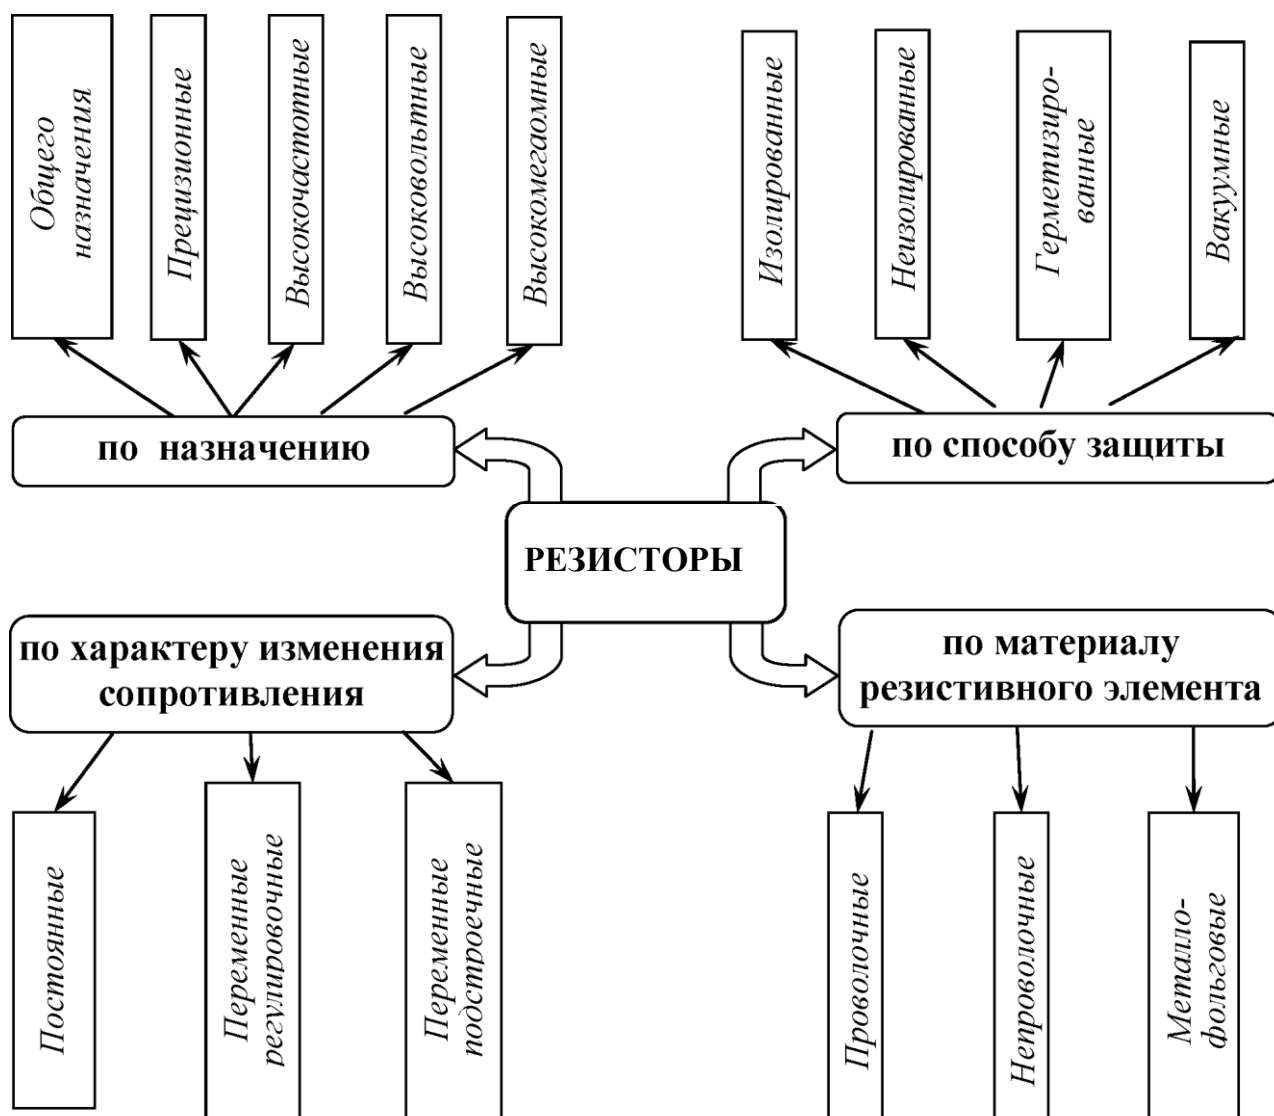 Общего
назначения
Прецизионные
Высокочастотные
Высоковольтные
Высокомегаомные
Изолированные
Неизолированные
Герметизиро-
ванные
Вакуумные
по назначению
по способу защиты
РЕЗИСТОРЫ
по характеру изменения
сопротивления
по материалу
резистивного элемента
Постоянные
Переменные
регулировочные
Переменные
подстроечные
Проволочные
Непроволочные
Металло-
фольговые